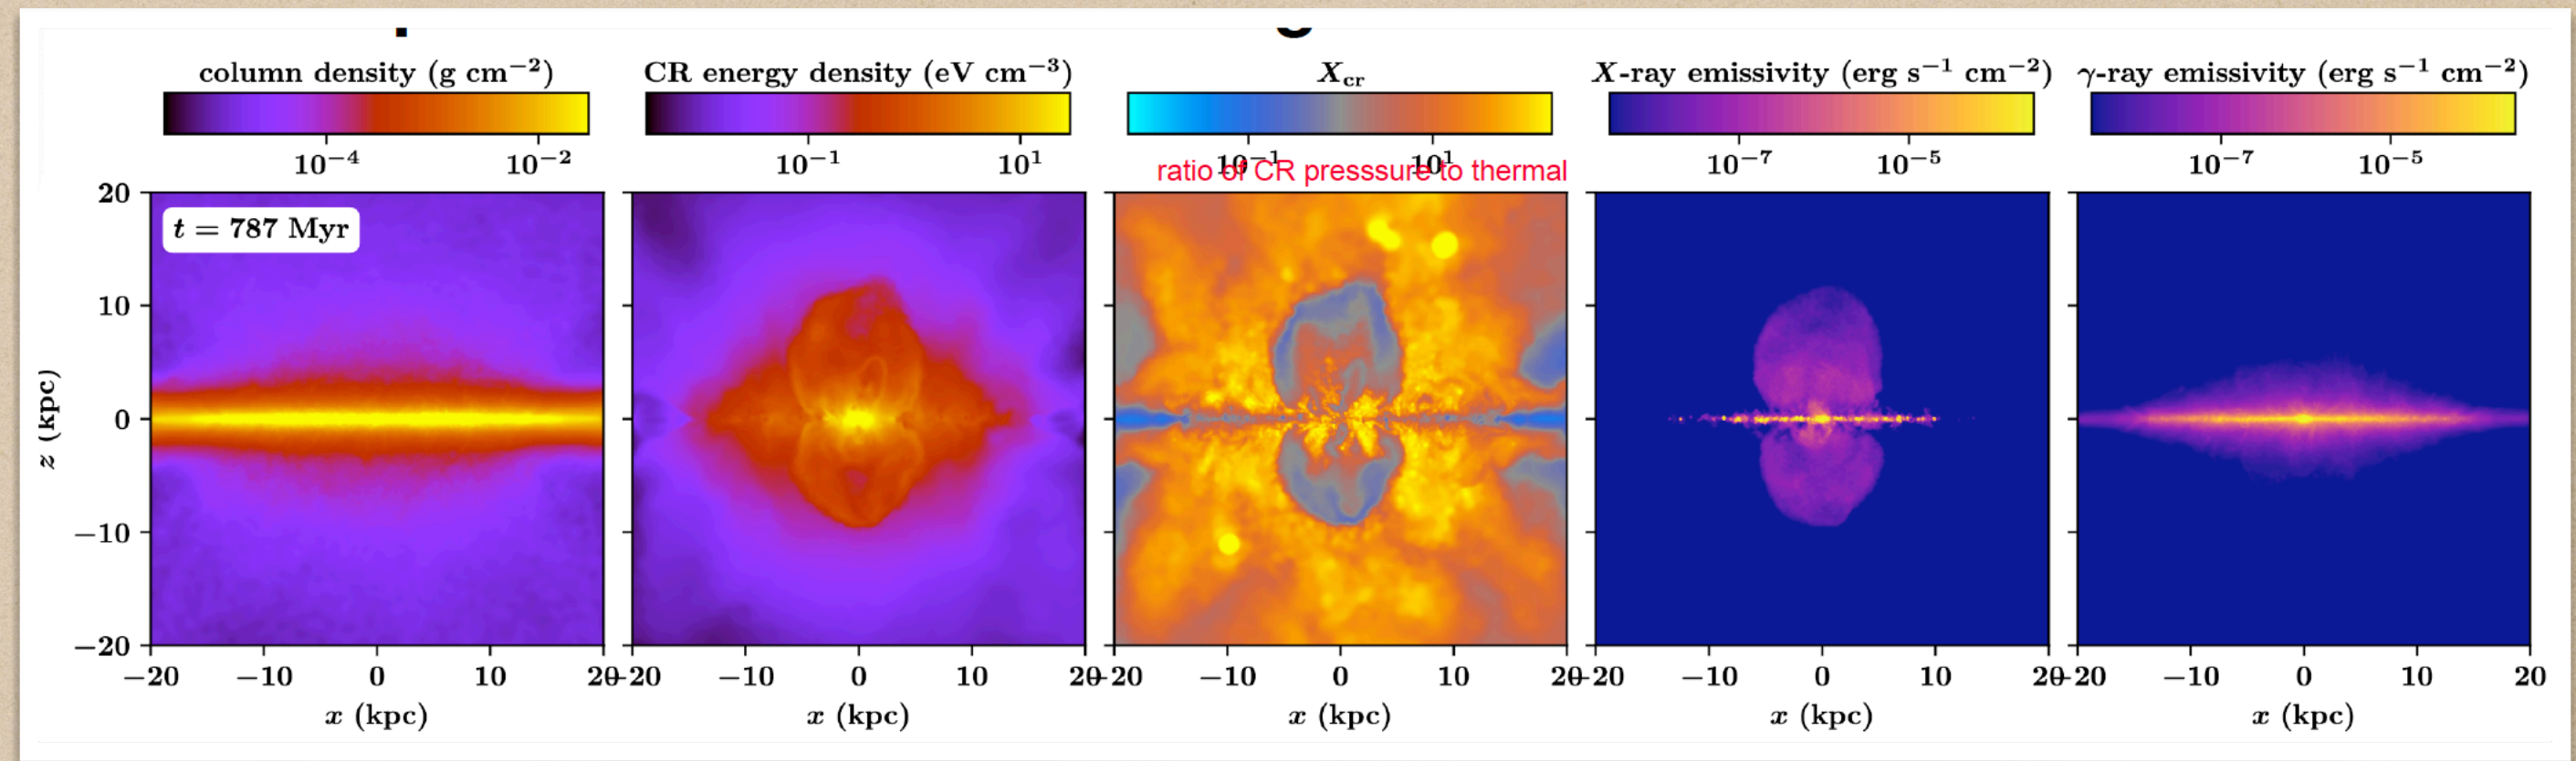 column density (g cm⁻²)
CR energy density (eV cm⁻³)
X_cr
X-ray emissivity (erg s⁻¹ cm⁻²)
γ-ray emissivity (erg s⁻¹ cm⁻²)
10⁻⁴ 10⁻²
10⁻¹ 10¹
10⁻¹ 10¹
10⁻⁷ 10⁻⁵
10⁻⁷ 10⁻⁵
ratio of CR presssure to thermal
t = 787 Myr
z (kpc)
20
10
0
−10
−20
−20 −10 0 10 20
−20 −10 0 10 20
−20 −10 0 10 20
−20 −10 0 10 20
−20 −10 0 10 20
x (kpc)
x (kpc)
x (kpc)
x (kpc)
x (kpc)